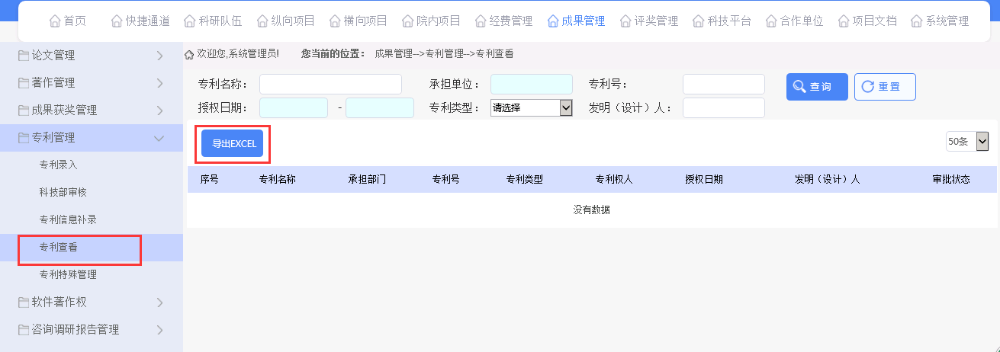 首页 快捷通道 科研队伍 纵向项目 横向项目 院内项目 经费管理 成果管理 评奖管理 科技平台 合作单位 项目文档 系统管理
欢迎您,系统管理员! 您当前的位置： 成果管理-->专利管理-->专利查看
论文管理
著作管理
成果获奖管理
专利管理
专利录入
科技部审核
专利信息补录
专利查看
专利特殊管理
软件著作权
咨询调研报告管理
专利名称： 承担单位： 专利号： 查询 重置
授权日期： - 专利类型： 请选择 发明（设计）人：
导出EXCEL 50条
序号 专利名称 承担部门 专利号 专利类型 专利权人 授权日期 发明（设计）人 审批状态
没有数据